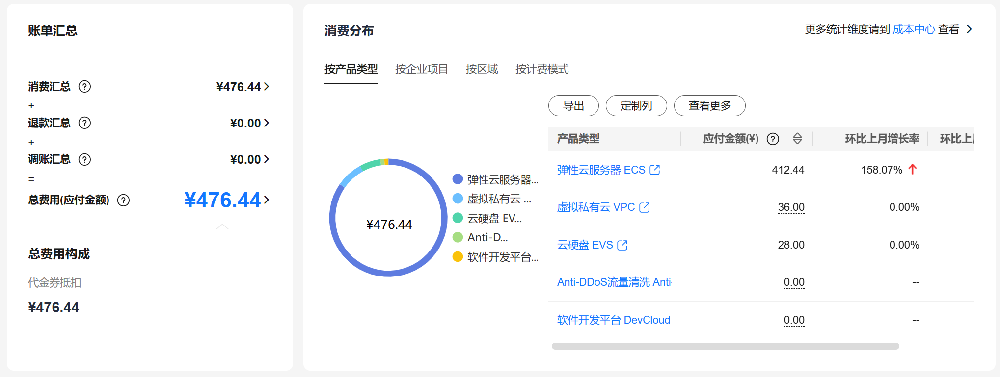 账单汇总
消费汇总 ? ¥476.44 >
+
退款汇总 ? ¥0.00 >
+
调账汇总 ? ¥0.00 >
=
总费用(应付金额) ? ¥476.44 >
总费用构成
代金券抵扣
¥476.44
消费分布
更多统计维度请到 成本中心 查看 >
按产品类型 按企业项目 按区域 按计费模式
导出 定制列 查看更多
¥476.44
弹性云服务器...
虚拟私有云 ...
云硬盘 EV...
Anti-D...
软件开发平台...
产品类型 应付金额(¥) ? 环比上月增长率 环比上
弹性云服务器 ECS 412.44 158.07% ↑
虚拟私有云 VPC 36.00 0.00%
云硬盘 EVS 28.00 0.00%
Anti-DDoS流量清洗 Anti- 0.00 --
软件开发平台 DevCloud 0.00 --